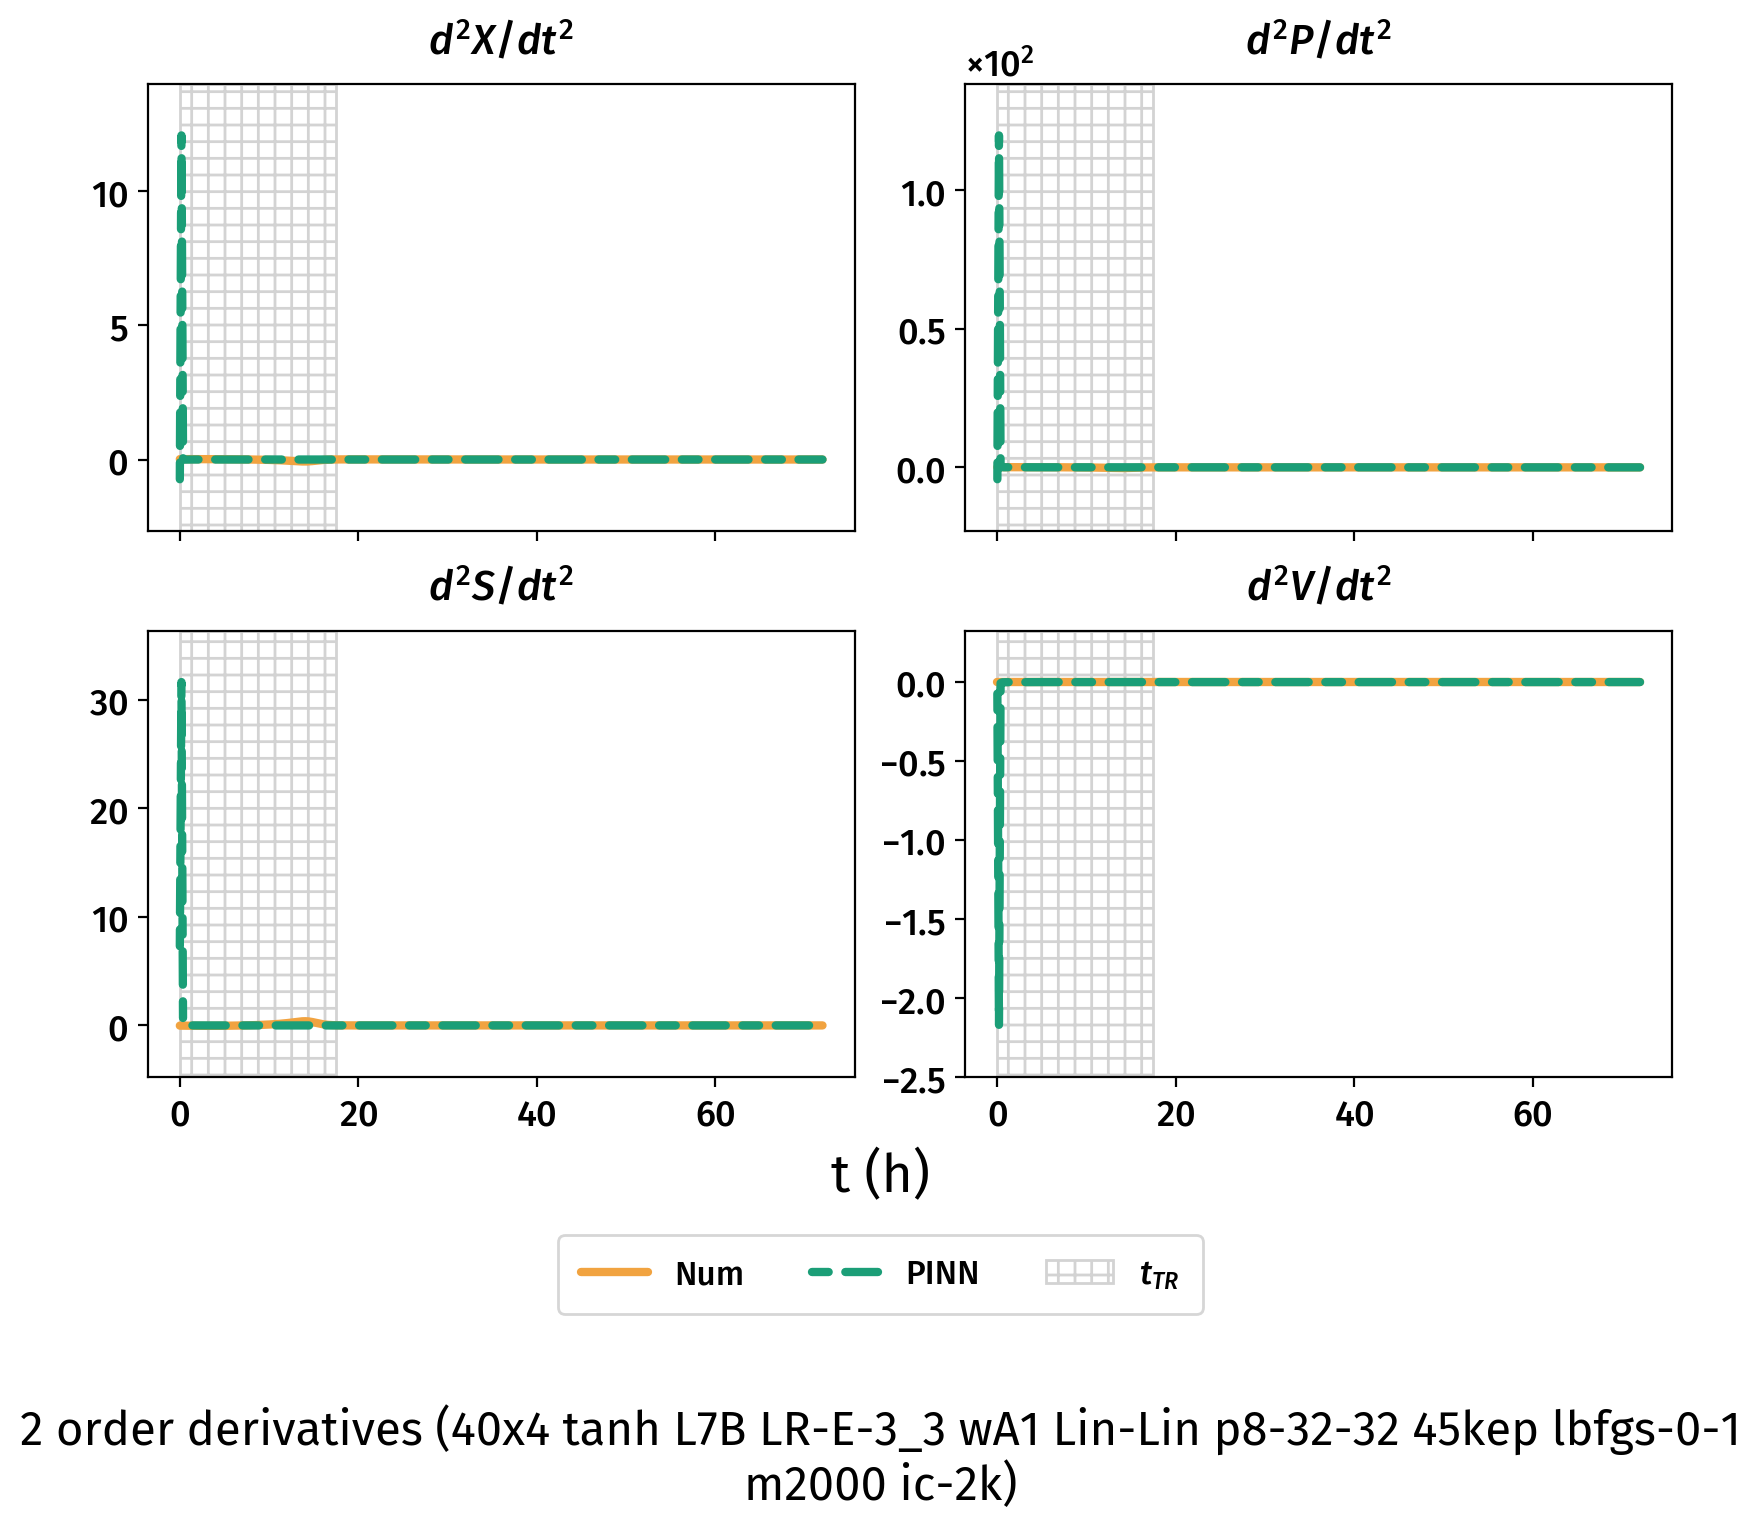 d²X/dt²
10
5
0
d²P/dt²
×10²
1.0
0.5
0.0
d²S/dt²
30
20
10
0
0 20 40 60
d²V/dt²
0.0
−0.5
−1.0
−1.5
−2.0
−2.5
0 20 40 60
t (h)
Num PINN t_TR
2 order derivatives (40x4 tanh L7B LR-E-3_3 wA1 Lin-Lin p8-32-32 45kep lbfgs-0-1
m2000 ic-2k)